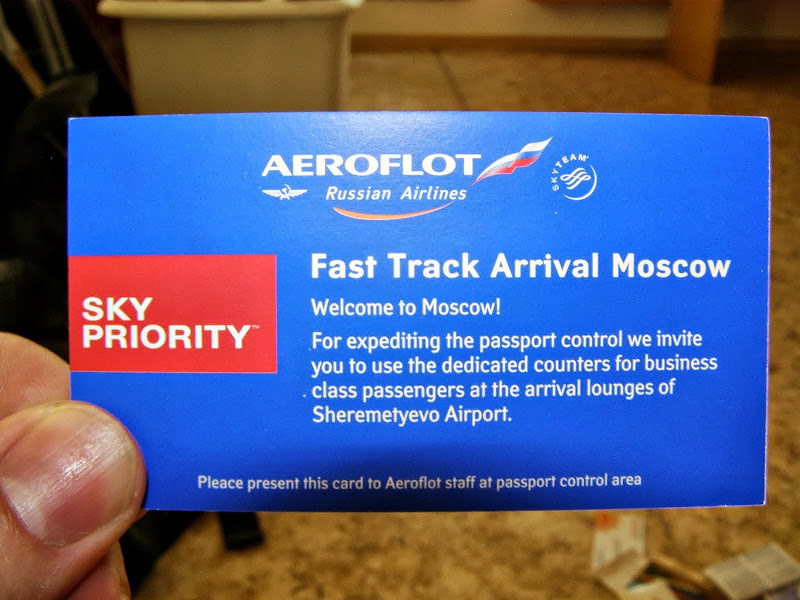 AEROFLOT
Russian Airlines
SKYTEAM
Fast Track Arrival Moscow
SKY
PRIORITY™
Welcome to Moscow!
For expediting the passport control we invite
you to use the dedicated counters for business
class passengers at the arrival lounges of
Sheremetyevo Airport.
Pleace present this card to Aeroflot staff at passport control area